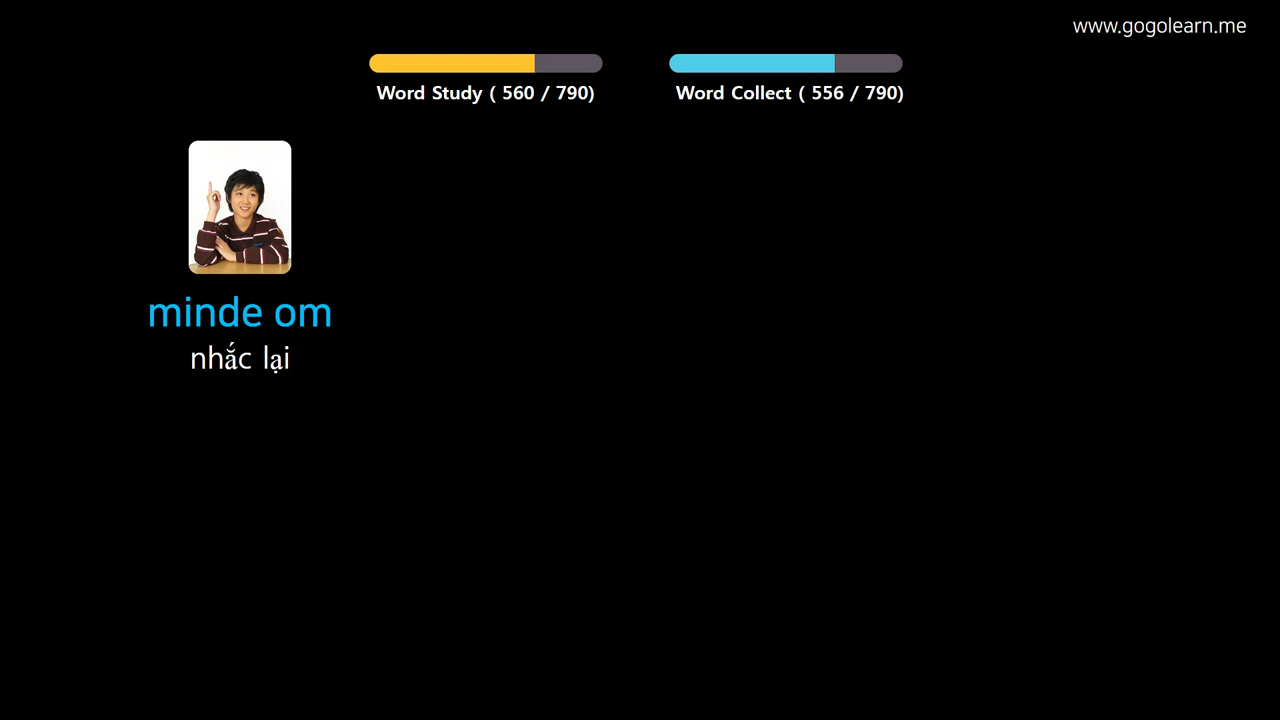 www.gogolearn.me
Word Study ( 560 / 790)
Word Collect ( 556 / 790)
minde om
nhắc lại